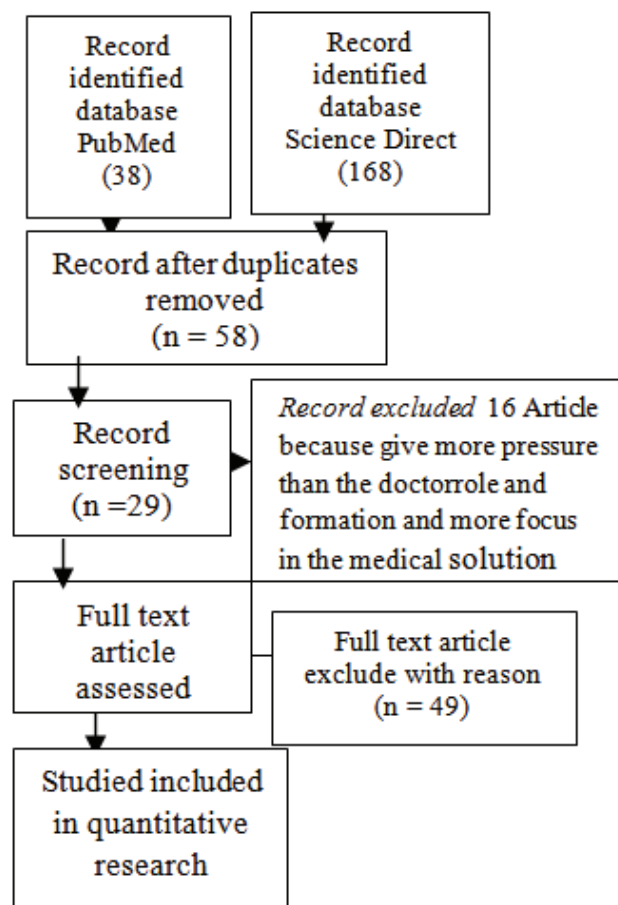 Record
identified
database
PubMed
(38)
Record
identified
database
Science Direct
(168)
Record after duplicates
removed
(n = 58)
Record
screening
(n =29)
Record excluded 16 Article
because give more pressure
than the doctorrole and
formation and more focus
in the medical solution
Full text
article
assessed
Full text article
exclude with reason
(n = 49)
Studied included
in quantitative
research